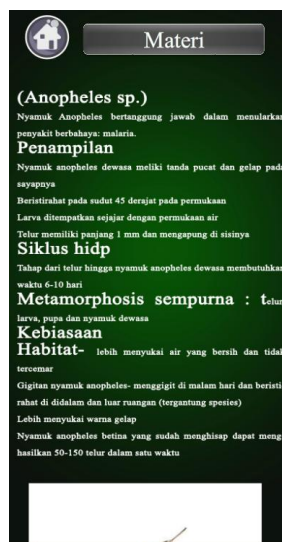 Materi
(Anopheles sp.)
Nyamuk Anopheles bertanggung jawab dalam menularkan
penyakit berbahaya: malaria.
Penampilan
Nyamuk anopheles dewasa meliki tanda pucat dan gelap pada
sayapnya
Beristirahat pada sudut 45 derajat pada permukaan
Larva ditempatkan sejajar dengan permukaan air
Telur memiliki panjang 1 mm dan mengapung di sisinya
Siklus hidp
Tahap dari telur hingga nyamuk anopheles dewasa membutuhkan
waktu 6-10 hari
Metamorphosis sempurna : telur,
larva, pupa dan nyamuk dewasa
Kebiasaan
Habitat- lebih menyukai air yang bersih dan tidak
tercemar
Gigitan nyamuk anopheles- menggigit di malam hari dan beristi-
rahat di didalam dan luar ruangan (tergantung spesies)
Lebih menyukai warna gelap
Nyamuk anopheles betina yang sudah menghisap dapat meng-
hasilkan 50-150 telur dalam satu waktu